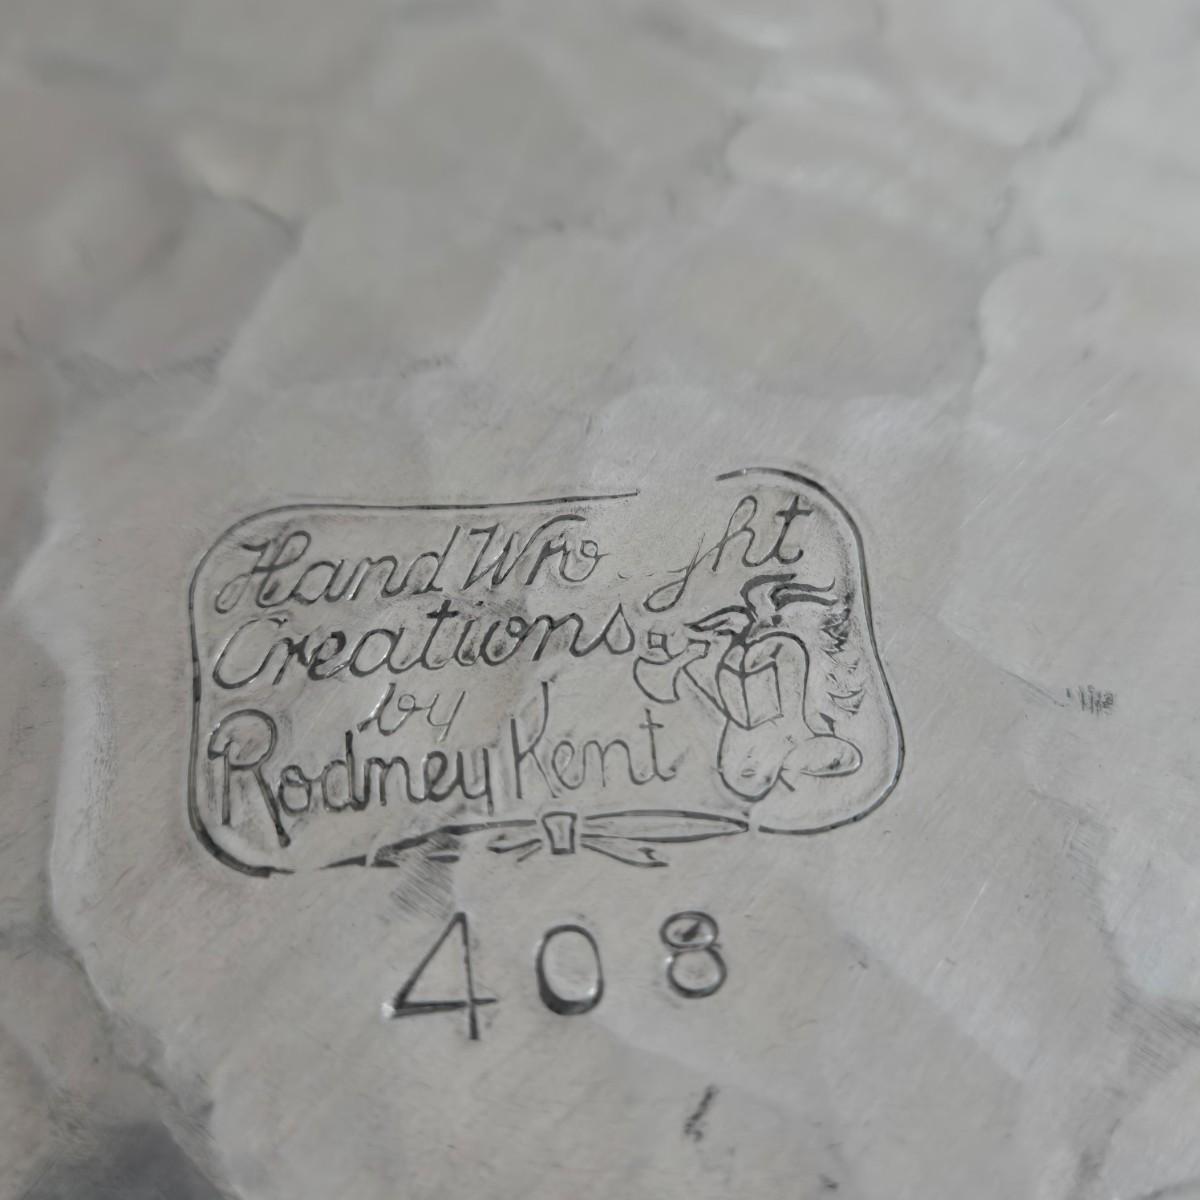 Hand Wro ght
Creations
by
Rodney Kent
408